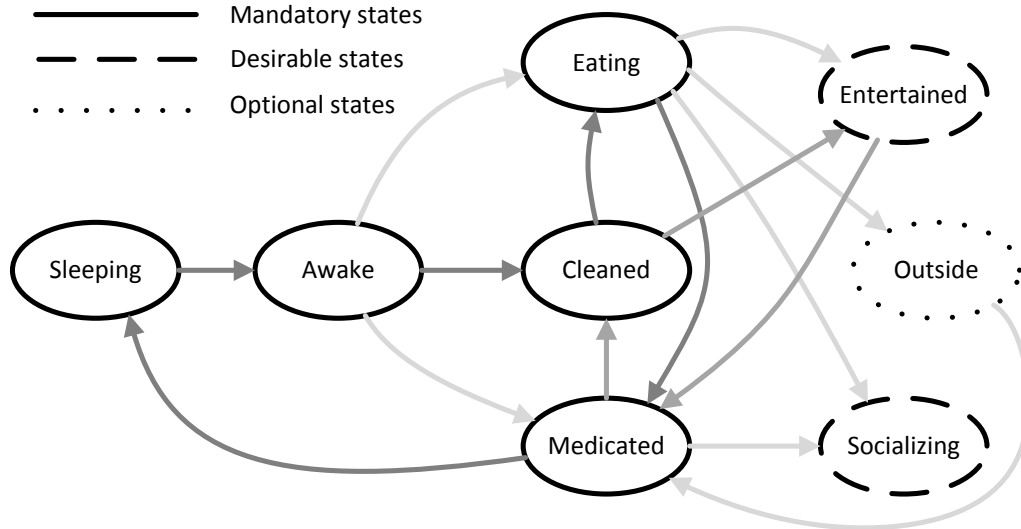 Mandatory states
Desirable states
Optional states
Eating
Entertained
Sleeping
Awake
Cleaned
Outside
Medicated
Socializing